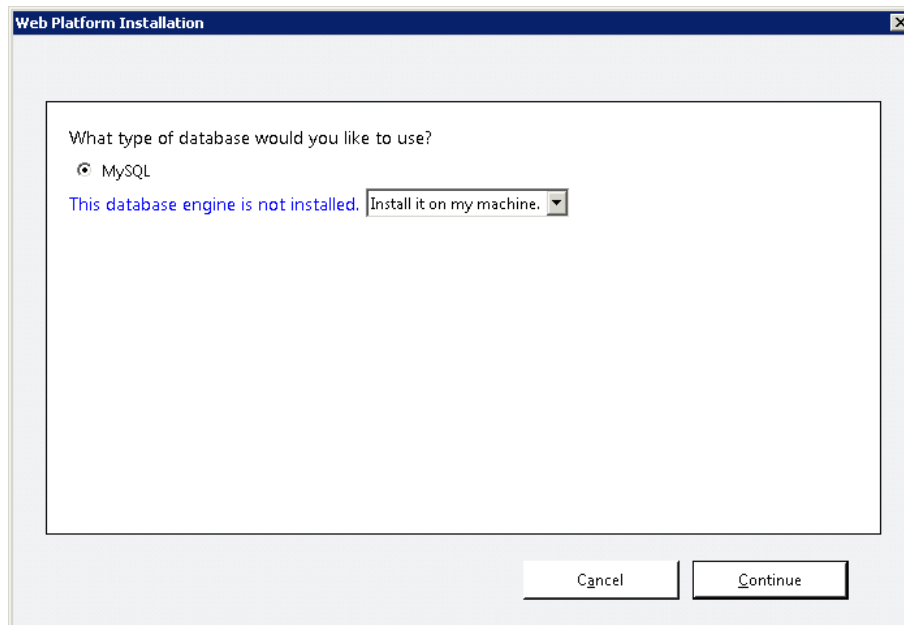 Web Platform Installation
What type of database would you like to use?
MySQL
This database engine is not installed. Install it on my machine.
Cancel Continue